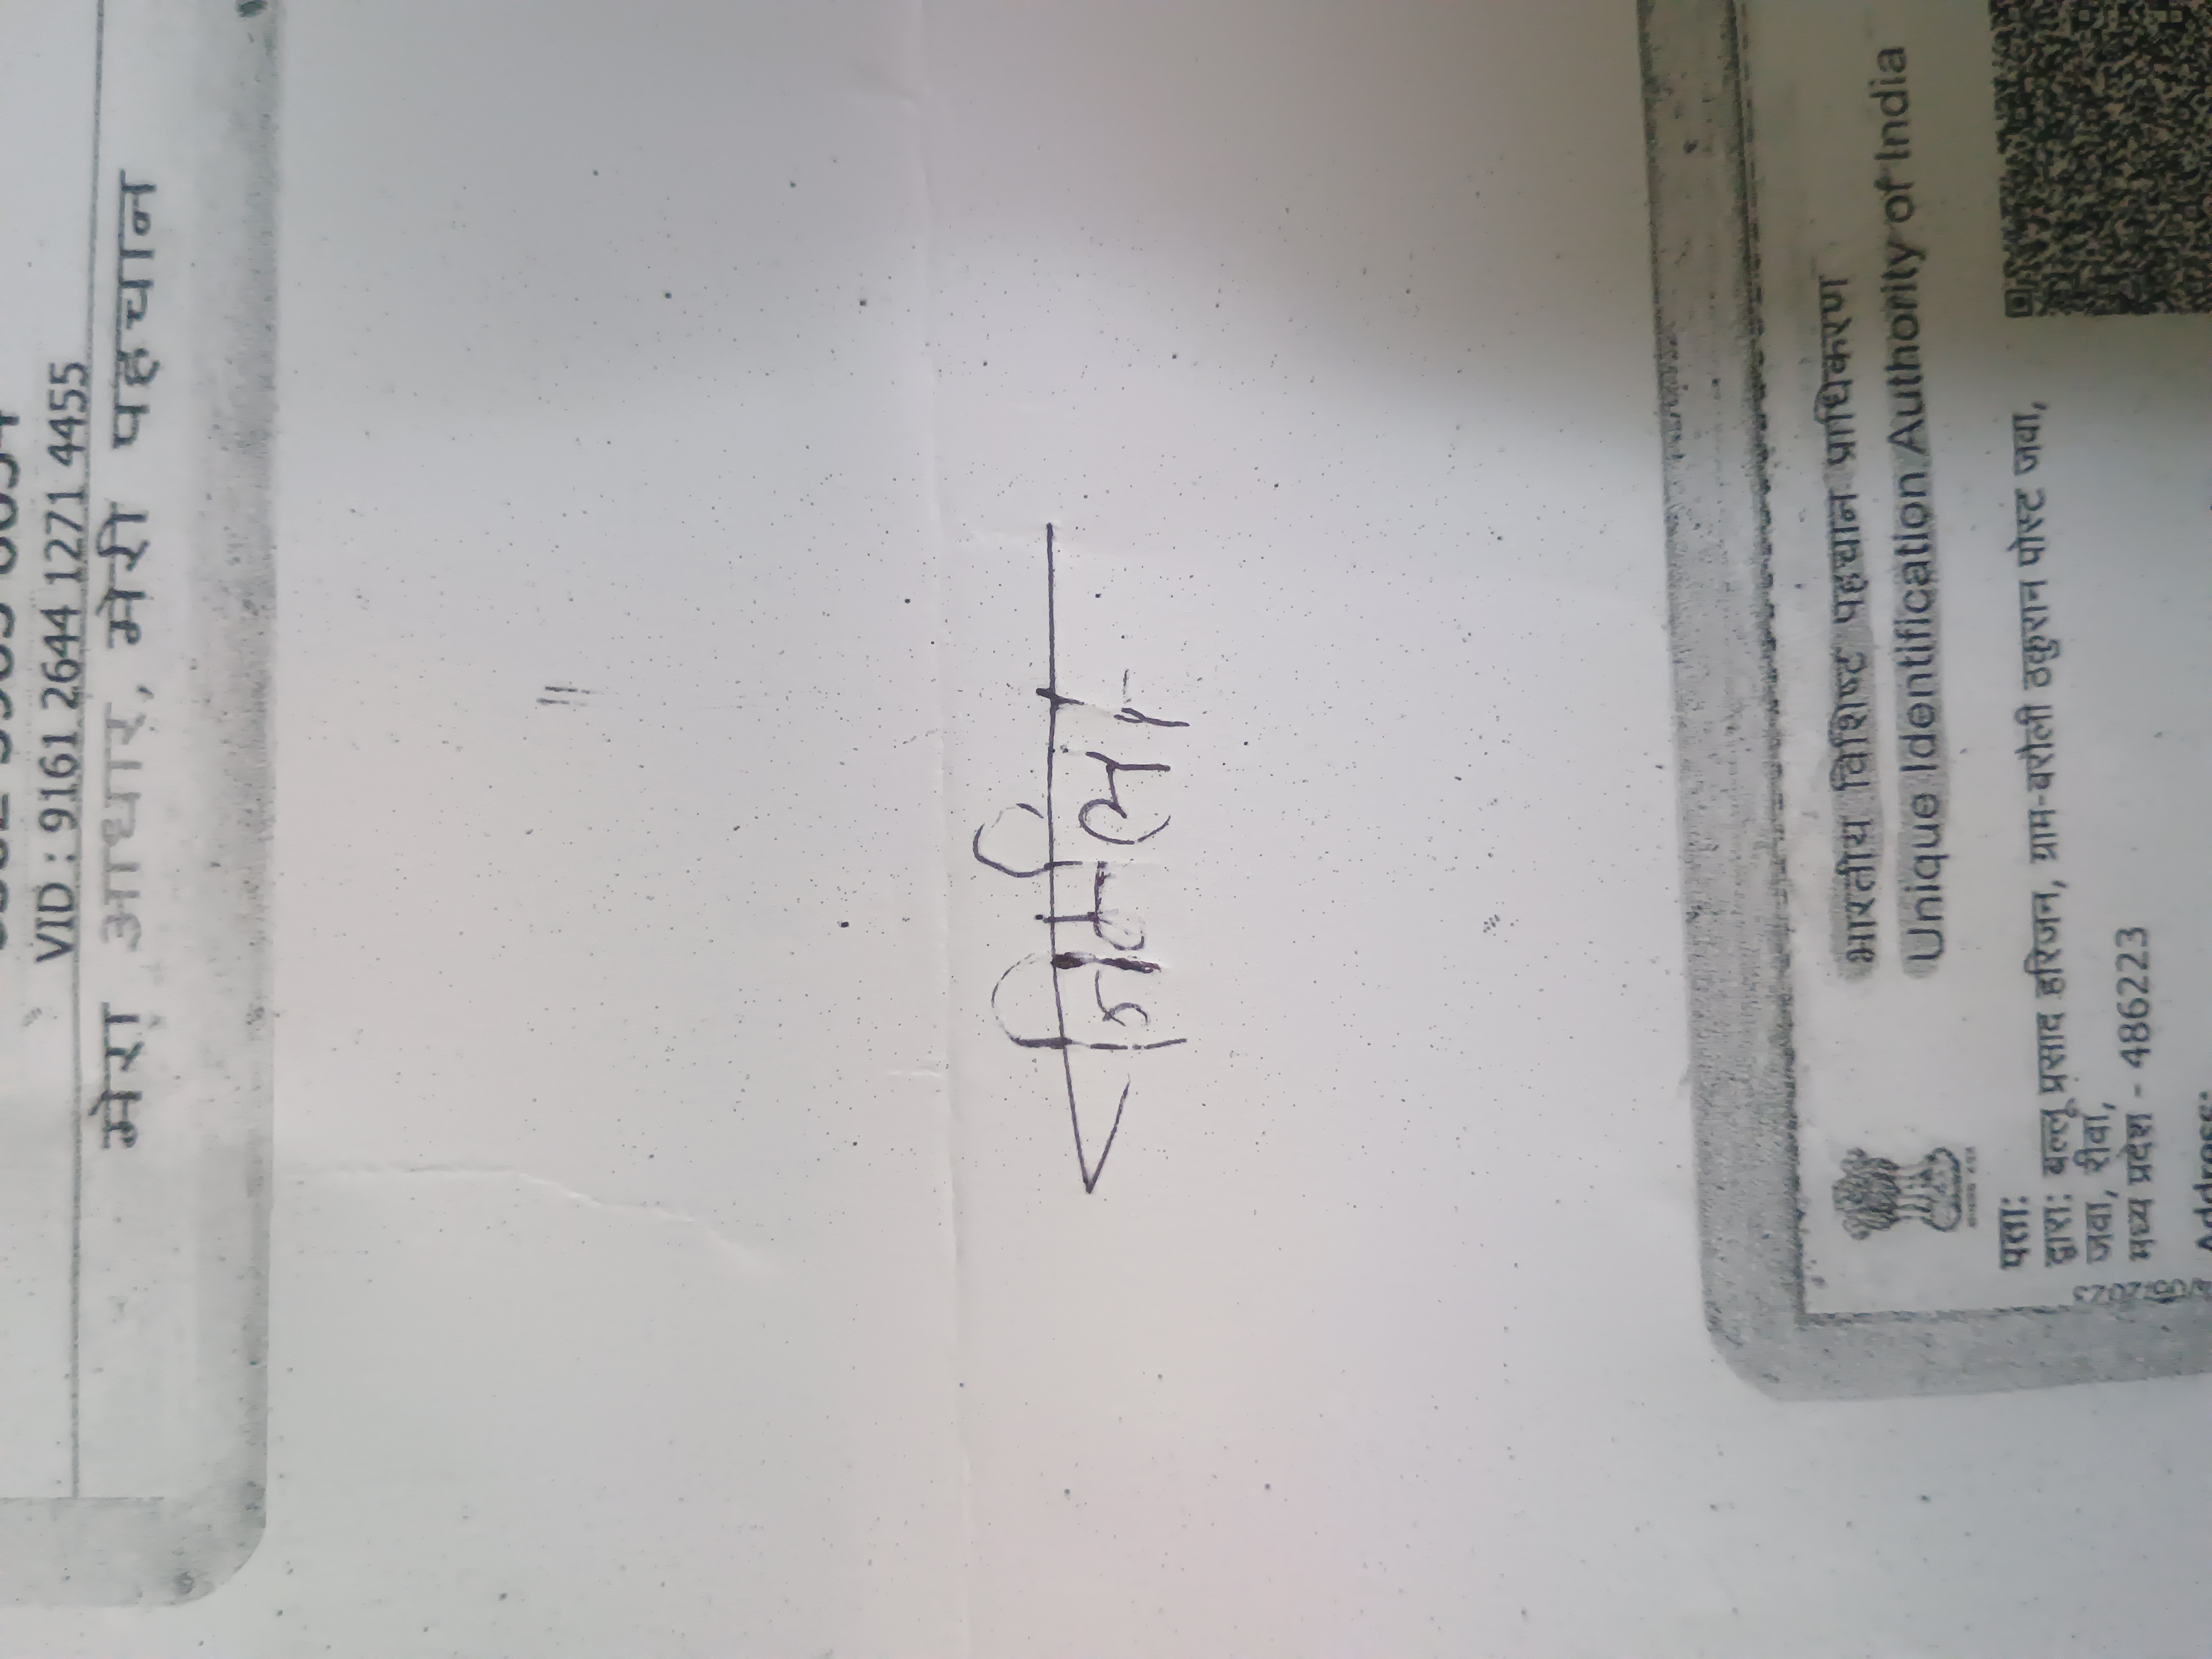 VID : 9161 2644 1271 4455
मेरा आधार, मेरी पहचान
भारतीय विशिष्ट पहचान प्राधिकरण
Unique Identification Authority of India
पता:
द्वारा: बल्लू प्रसाद हरिजन, ग्राम-बरौली ठकुरान पोस्ट जवा,
जवा, रीवा,
मध्य प्रदेश - 486223